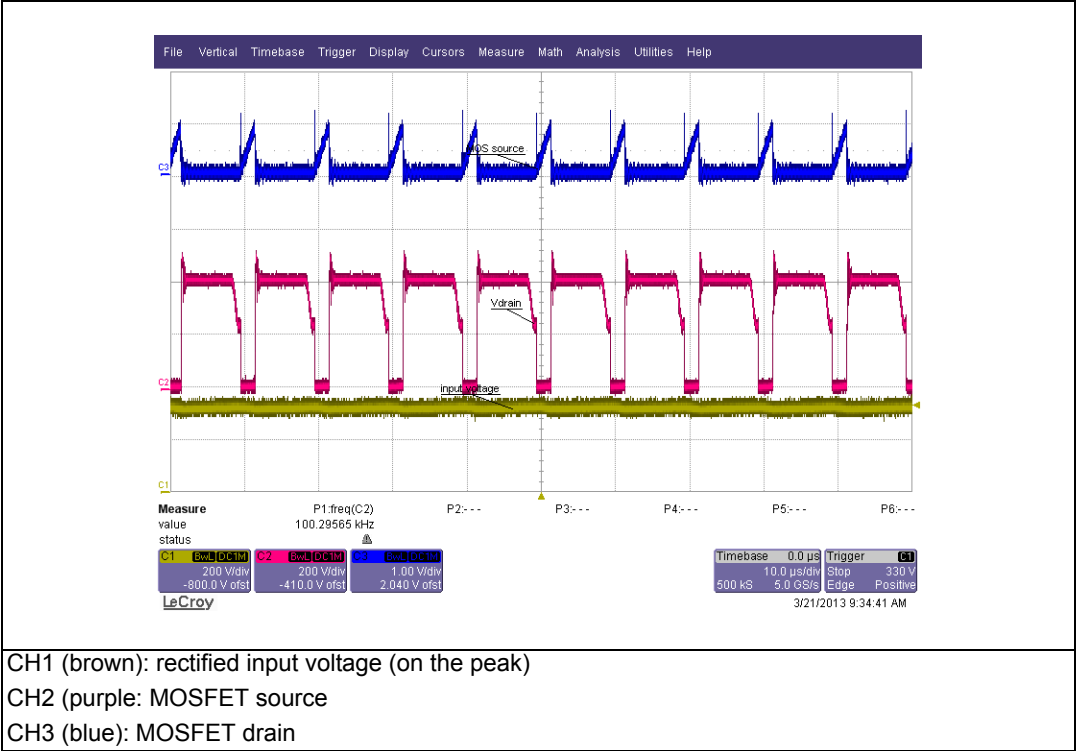 File Vertical Timebase Trigger Display Cursors Measure Math Analysis Utilities Help
C3
MOS source
Vdrain
C2
input voltage
C1
Measure P1:freq(C2) P2:- - - P3:- - - P4:- - - P5:- - - P6:- - -
value 100.29565 kHz
status
C1 BwL DC1M C2 BwL DC1M Timebase 0.0 µs Trigger C1
200 V/div 200 V/div 1.00 V/div 10.0 µs/div Stop 330 V
-800.0 V ofst -410.0 V ofst 2.040 V ofst 500 kS 5.0 GS/s Edge Positive
LeCroy 3/21/2013 9:34:41 AM
CH1 (brown): rectified input voltage (on the peak)
CH2 (purple: MOSFET source
CH3 (blue): MOSFET drain